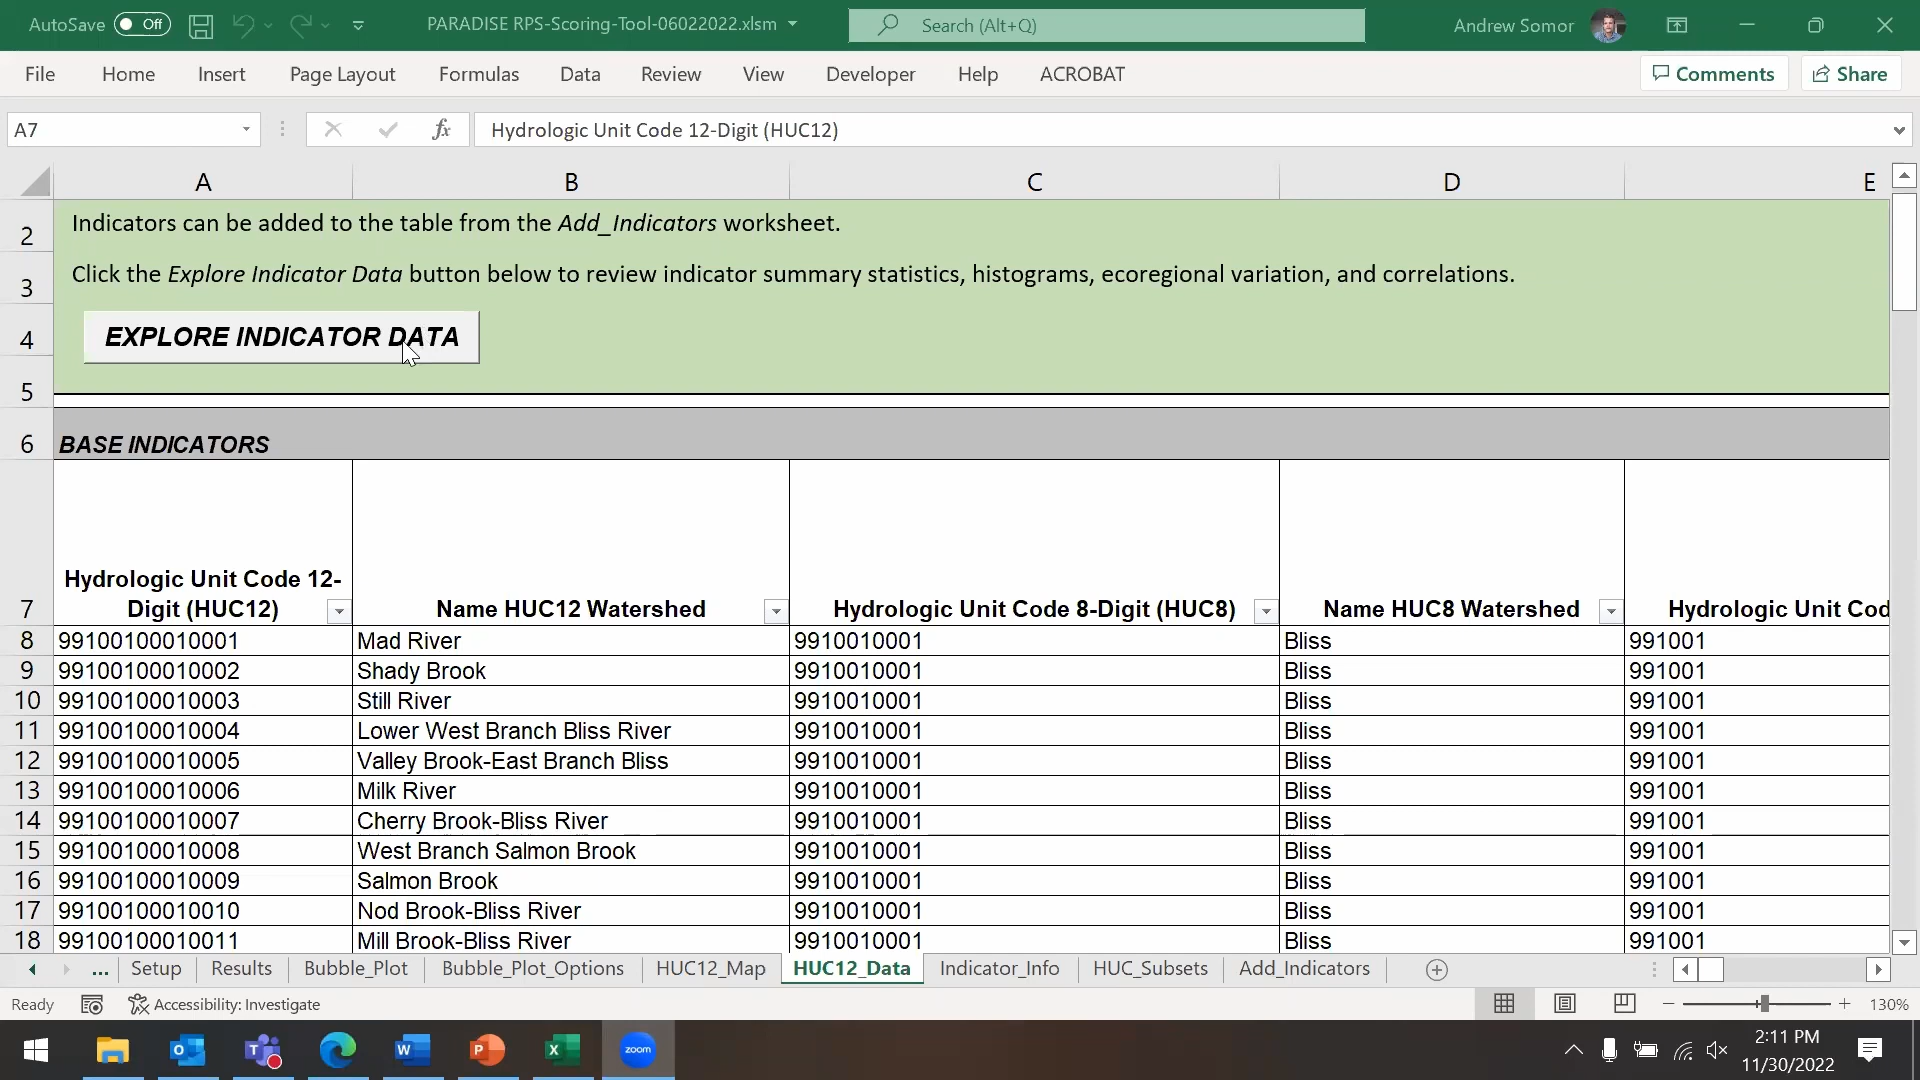 AutoSave Off PARADISE RPS-Scoring-Tool-06022022.xlsm Search (Alt+Q) Andrew Somor
File Home Insert Page Layout Formulas Data Review View Developer Help ACROBAT Comments Share
A7 fx Hydrologic Unit Code 12-Digit (HUC12)
A B C D E
2 Indicators can be added to the table from the Add_Indicators worksheet.
3 Click the Explore Indicator Data button below to review indicator summary statistics, histograms, ecoregional variation, and correlations.
4 EXPLORE INDICATOR DATA
5
6 BASE INDICATORS
Hydrologic Unit Code 12-
7 Digit (HUC12) Name HUC12 Watershed Hydrologic Unit Code 8-Digit (HUC8) Name HUC8 Watershed Hydrologic Unit Cod
8 99100100010001 Mad River 9910010001 Bliss 991001
9 99100100010002 Shady Brook 9910010001 Bliss 991001
10 99100100010003 Still River 9910010001 Bliss 991001
11 99100100010004 Lower West Branch Bliss River 9910010001 Bliss 991001
12 99100100010005 Valley Brook-East Branch Bliss 9910010001 Bliss 991001
13 99100100010006 Milk River 9910010001 Bliss 991001
14 99100100010007 Cherry Brook-Bliss River 9910010001 Bliss 991001
15 99100100010008 West Branch Salmon Brook 9910010001 Bliss 991001
16 99100100010009 Salmon Brook 9910010001 Bliss 991001
17 99100100010010 Nod Brook-Bliss River 9910010001 Bliss 991001
18 99100100010011 Mill Brook-Bliss River 9910010001 Bliss 991001
... Setup Results Bubble_Plot Bubble_Plot_Options HUC12_Map HUC12_Data Indicator_Info HUC_Subsets Add_Indicators
Ready Accessibility: Investigate 130%
zoom 2:11 PM
11/30/2022